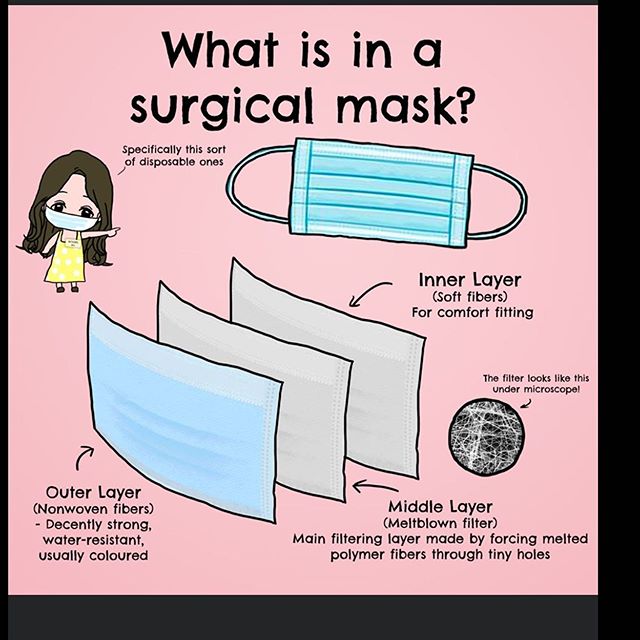 What is in a
surgical mask?
Specifically this sort
of disposable ones
Inner Layer
(Soft fibers)
For comfort fitting
The filter looks like this
under microscope!
Outer Layer
(Nonwoven fibers)
- Decently strong,
water-resistant,
usually coloured
Middle Layer
(Meltblown filter)
Main filtering layer made by forcing melted
polymer fibers through tiny holes